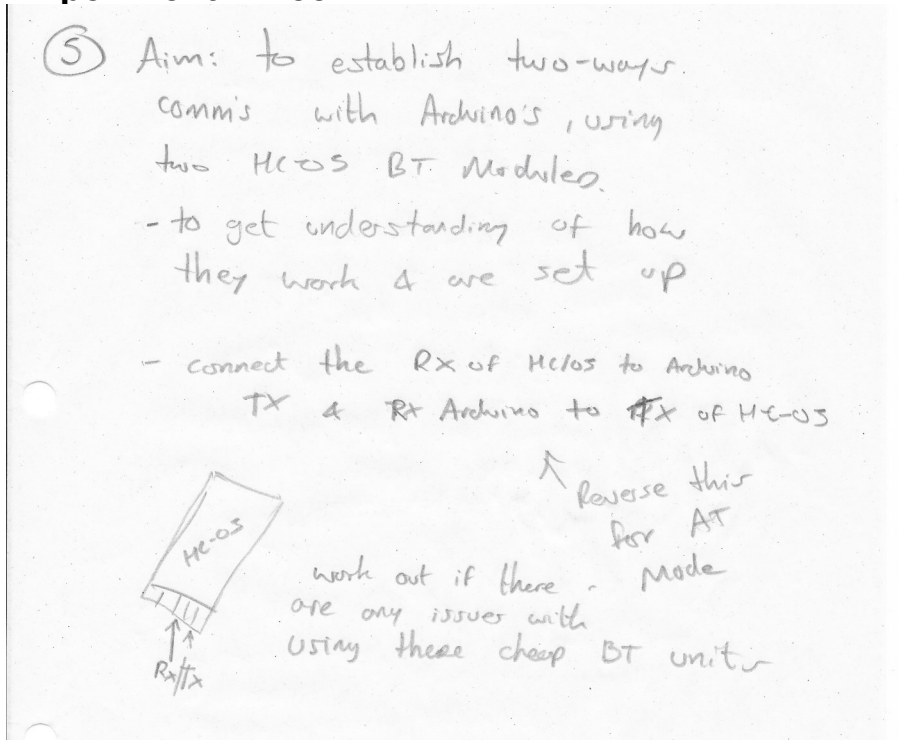 ⑤ Aim: to establish two-ways
comm's with Arduino's, using
two HC-05 BT Modules.
- to get understanding of how
they work & are set up
- connect the Rx of HC/05 to Arduino
TX & RX Arduino to TX of HC-05
Reverse this
for AT
Mode
HC-05
work out if there
are any issues with
using these cheap BT units
Rx/Tx